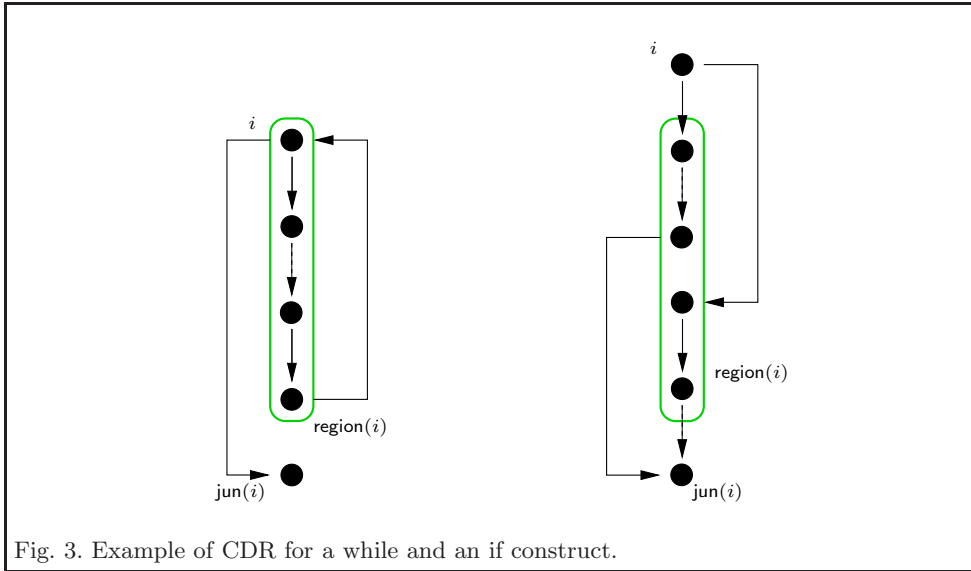 i
i
region(i)
region(i)
jun(i)
jun(i)
Fig. 3. Example of CDR for a while and an if construct.